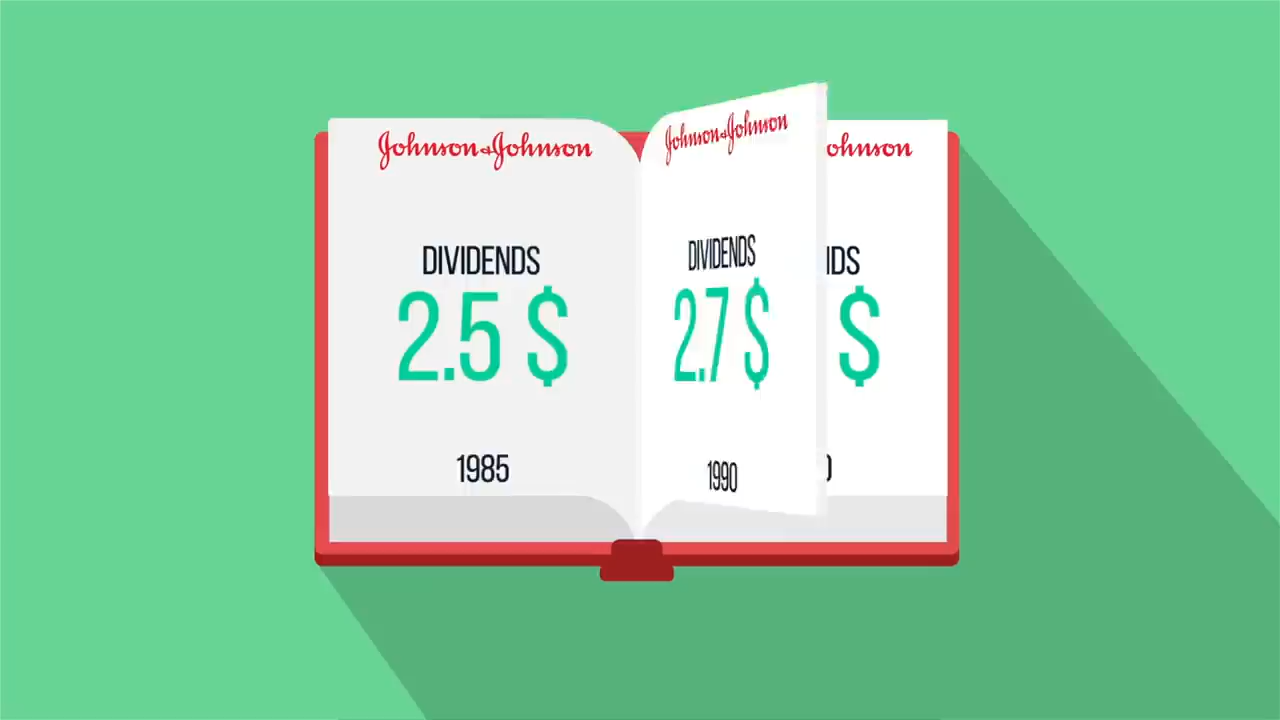 Johnson & Johnson
DIVIDENDS
2.5 $
1985
Johnson & Johnson
DIVIDENDS
2.7 $
1990
ohnson
IDS
$